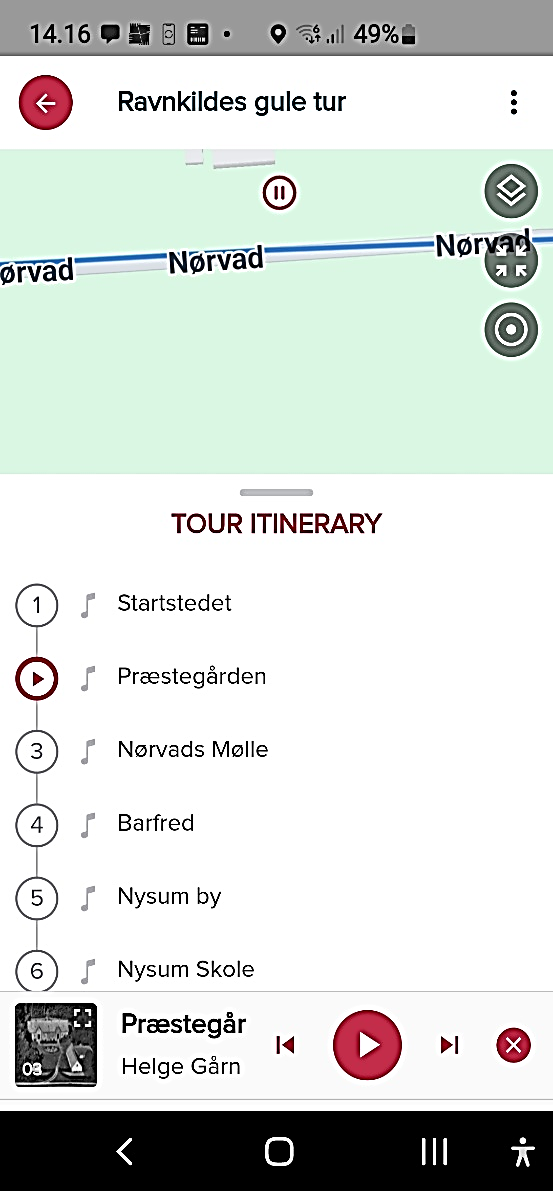 14.16
49%
Ravnkildes gule tur
ørvad
Nørvad
Nørvad
TOUR ITINERARY
1
Startstedet
Præstegården
3
Nørvads Mølle
4
Barfred
5
Nysum by
6
Nysum Skole
03
Præstegår
Helge Gårn